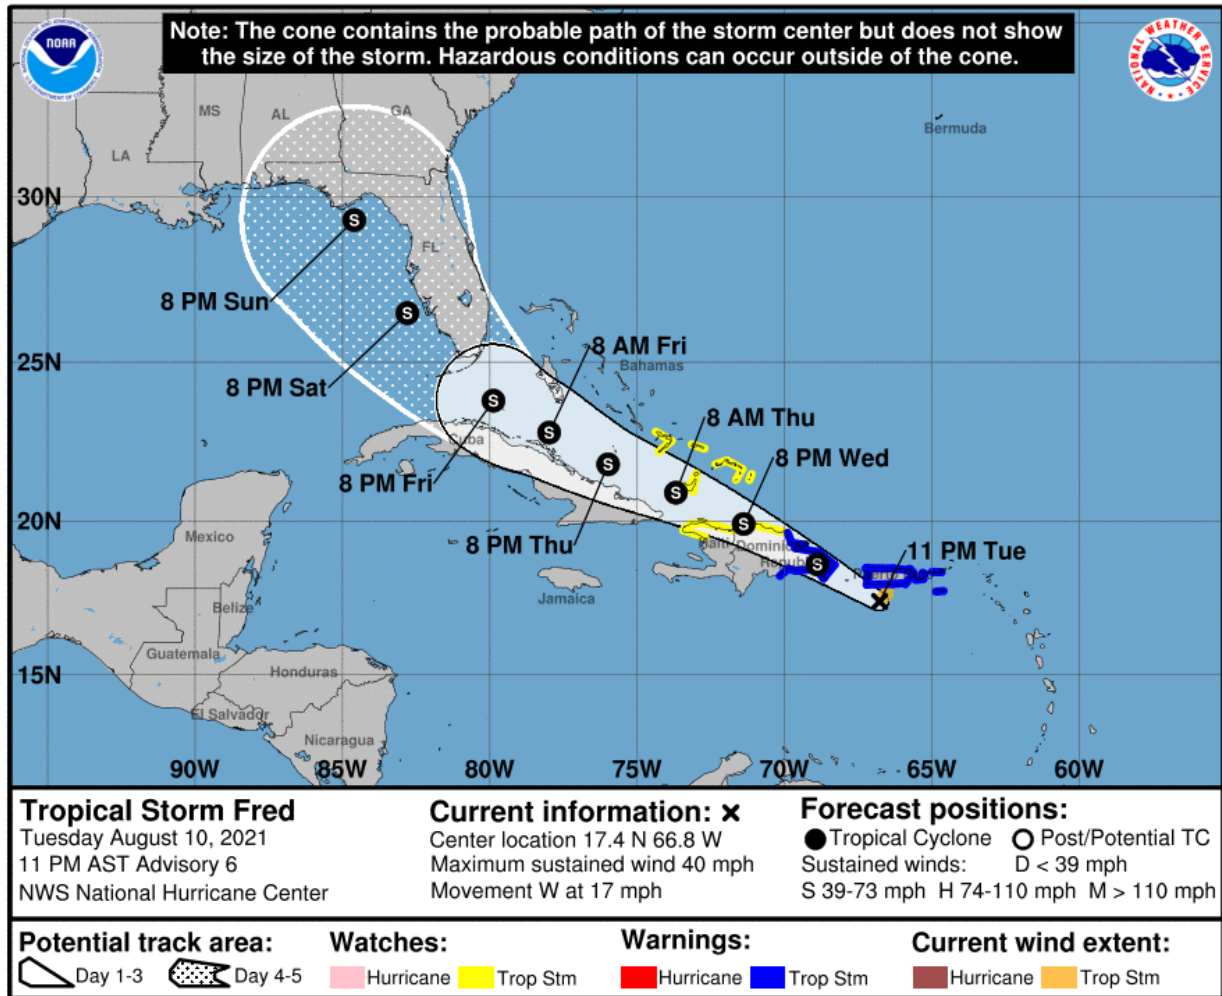 Note: The cone contains the probable path of the storm center but does not show
the size of the storm. Hazardous conditions can occur outside of the cone.
NOAA
NATIONAL WEATHER SERVICE
MS
AL
GA
LA
Bermuda
30N
FL
8 PM Sun
8 AM Fri
25N
Bahamas
8 PM Sat
8 AM Thu
Cuba
8 PM Wed
8 PM Fri
20N
Mexico
8 PM Thu
Haiti
11 PM Tue
Jamaica
Belize
Guatemala
Honduras
15N
El Salvador
Nicaragua
90W 85W 80W 75W 70W 65W 60W
S
S
S
S
S
S
S
S
Tropical Storm Fred
Tuesday August 10, 2021
11 PM AST Advisory 6
NWS National Hurricane Center
Current information: ×
Center location 17.4 N 66.8 W
Maximum sustained wind 40 mph
Movement W at 17 mph
Forecast positions:
Tropical Cyclone Post/Potential TC
Sustained winds: D < 39 mph
S 39-73 mph H 74-110 mph M > 110 mph
Potential track area:
Day 1-3 Day 4-5
Watches:
Hurricane Trop Stm
Warnings:
Hurricane Trop Stm
Current wind extent:
Hurricane Trop Stm